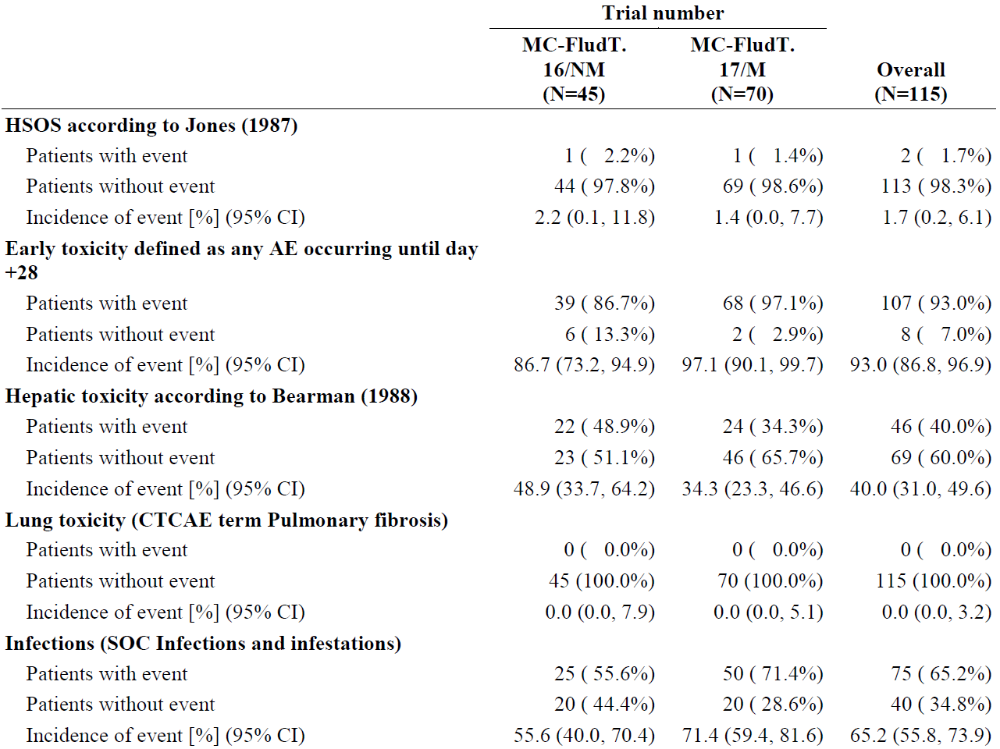 Trial number
MC-FludT. MC-FludT.
16/NM 17/M Overall
(N=45) (N=70) (N=115)
HSOS according to Jones (1987)
Patients with event 1 ( 2.2%) 1 ( 1.4%) 2 ( 1.7%)
Patients without event 44 ( 97.8%) 69 ( 98.6%) 113 ( 98.3%)
Incidence of event [%] (95% CI) 2.2 (0.1, 11.8) 1.4 (0.0, 7.7) 1.7 (0.2, 6.1)
Early toxicity defined as any AE occurring until day
+28
Patients with event 39 ( 86.7%) 68 ( 97.1%) 107 ( 93.0%)
Patients without event 6 ( 13.3%) 2 ( 2.9%) 8 ( 7.0%)
Incidence of event [%] (95% CI) 86.7 (73.2, 94.9) 97.1 (90.1, 99.7) 93.0 (86.8, 96.9)
Hepatic toxicity according to Bearman (1988)
Patients with event 22 ( 48.9%) 24 ( 34.3%) 46 ( 40.0%)
Patients without event 23 ( 51.1%) 46 ( 65.7%) 69 ( 60.0%)
Incidence of event [%] (95% CI) 48.9 (33.7, 64.2) 34.3 (23.3, 46.6) 40.0 (31.0, 49.6)
Lung toxicity (CTCAE term Pulmonary fibrosis)
Patients with event 0 ( 0.0%) 0 ( 0.0%) 0 ( 0.0%)
Patients without event 45 (100.0%) 70 (100.0%) 115 (100.0%)
Incidence of event [%] (95% CI) 0.0 (0.0, 7.9) 0.0 (0.0, 5.1) 0.0 (0.0, 3.2)
Infections (SOC Infections and infestations)
Patients with event 25 ( 55.6%) 50 ( 71.4%) 75 ( 65.2%)
Patients without event 20 ( 44.4%) 20 ( 28.6%) 40 ( 34.8%)
Incidence of event [%] (95% CI) 55.6 (40.0, 70.4) 71.4 (59.4, 81.6) 65.2 (55.8, 73.9)